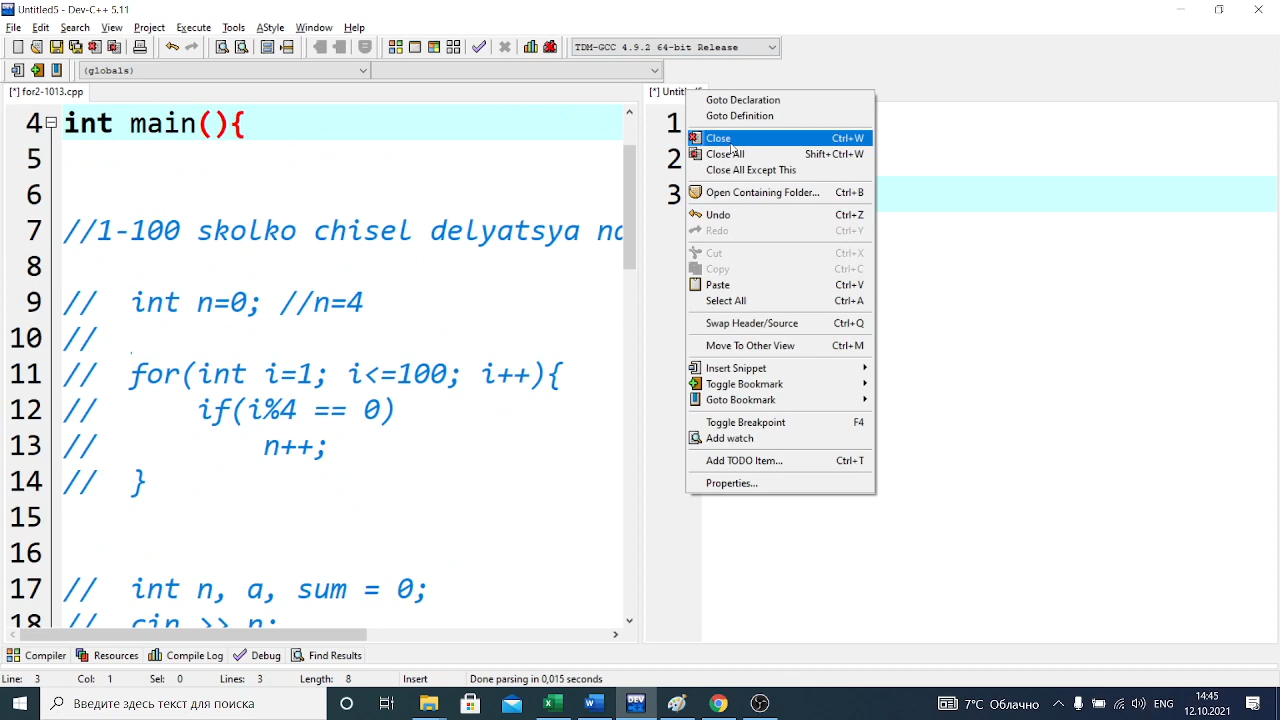 Untitled5 - Dev-C++ 5.11
File Edit Search View Project Execute Tools AStyle Window Help
TDM-GCC 4.9.2 64-bit Release
(globals)
[*] for2-1013.cpp
4 int main(){
5
6
7 //1-100 skolko chisel delyatsya
8
9 // int n=0; //n=4
10 //
11 // for(int i=1; i<=100; i++){
12 // if(i%4 == 0)
13 // n++;
14 // }
15
16
17 // int n, a, sum = 0;
18 // cin >> n;
[*]
1
2
3
Goto Declaration
Goto Definition
Close Ctrl+W
Close All Shift+Ctrl+W
Close All Except This
Open Containing Folder... Ctrl+B
Undo Ctrl+Z
Redo Ctrl+Y
Cut Ctrl+X
Copy Ctrl+C
Paste Ctrl+V
Select All Ctrl+A
Swap Header/Source Ctrl+Q
Move To Other View Ctrl+M
Insert Snippet
Toggle Bookmark
Goto Bookmark
Toggle Breakpoint F4
Add watch
Add TODO Item... Ctrl+T
Properties...
Compiler Resources Compile Log Debug Find Results
Line: 3 Col: 1 Sel: 0 Lines: 3 Length: 8 Insert Done parsing in 0,015 seconds
Введите здесь текст для поиска
DEV
7°C Облачно
ENG
14:45
12.10.2021